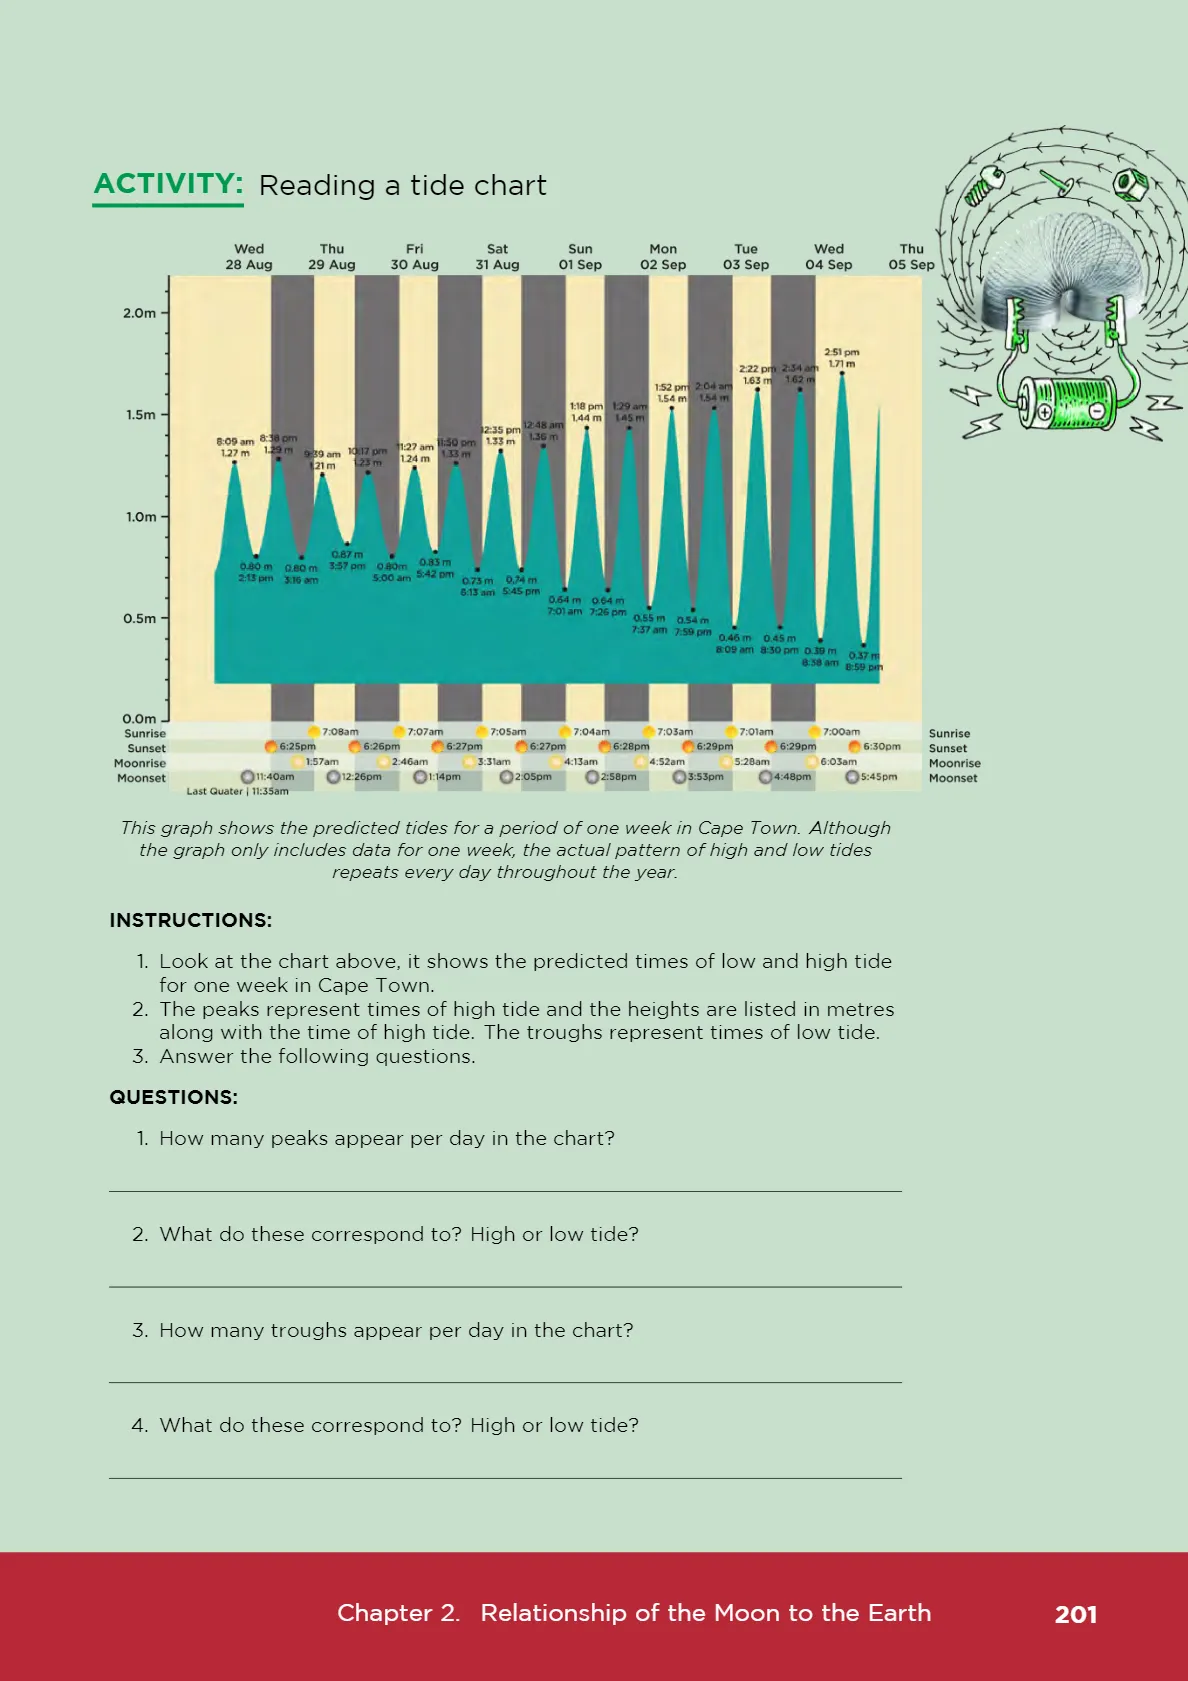 ACTIVITY: Reading a tide chart
Wed Thu Fri Sat Sun Mon Tue Wed Thu
28 Aug 29 Aug 30 Aug 31 Aug 01 Sep 02 Sep 03 Sep 04 Sep 05 Sep
2.0m
1.5m
1.0m
0.5m
0.0m
8:09 am
1.27 m
8:38 pm
1.29 m
9:39 am
1.21 m
10:17 pm
1.23 m
11:27 am
1.24 m
11:50 pm
1.33 m
12:35 pm
1.33 m
12:48 am
1.36 m
1:18 pm
1.44 m
1:29 am
1.45 m
1:52 pm
1.54 m
2:04 am
1.54 m
2:22 pm
1.63 m
2:34 am
1.62 m
2:51 pm
1.71 m
0.80 m
2:13 pm
0.80 m
3:16 am
0.87 m
3:57 pm
0.80m
5:00 am
0.83 m
5:42 pm
0.73 m
6:13 am
0.74 m
5:45 pm
0.64 m
7:01 am
0.64 m
7:26 pm
0.55 m
7:37 am
0.54 m
7:59 pm
0.46 m
8:09 am
0.45 m
8:30 pm
0.39 m
8:38 am
0.37 m
8:59 pm
Sunrise 7:08am 7:07am 7:05am 7:04am 7:03am 7:01am 7:00am Sunrise
Sunset 6:25pm 6:26pm 6:27pm 6:27pm 6:28pm 6:29pm 6:29pm 6:30pm Sunset
Moonrise 1:57am 2:46am 3:31am 4:13am 4:52am 5:28am 6:03am Moonrise
Moonset 11:40am 12:26pm 1:14pm 2:05pm 2:58pm 3:53pm 4:48pm 5:45pm Moonset
Last Quater | 11:35am
This graph shows the predicted tides for a period of one week in Cape Town. Although
the graph only includes data for one week, the actual pattern of high and low tides
repeats every day throughout the year.
INSTRUCTIONS:
1. Look at the chart above, it shows the predicted times of low and high tide
for one week in Cape Town.
2. The peaks represent times of high tide and the heights are listed in metres
along with the time of high tide. The troughs represent times of low tide.
3. Answer the following questions.
QUESTIONS:
1. How many peaks appear per day in the chart?
2. What do these correspond to? High or low tide?
3. How many troughs appear per day in the chart?
4. What do these correspond to? High or low tide?
Chapter 2. Relationship of the Moon to the Earth 201